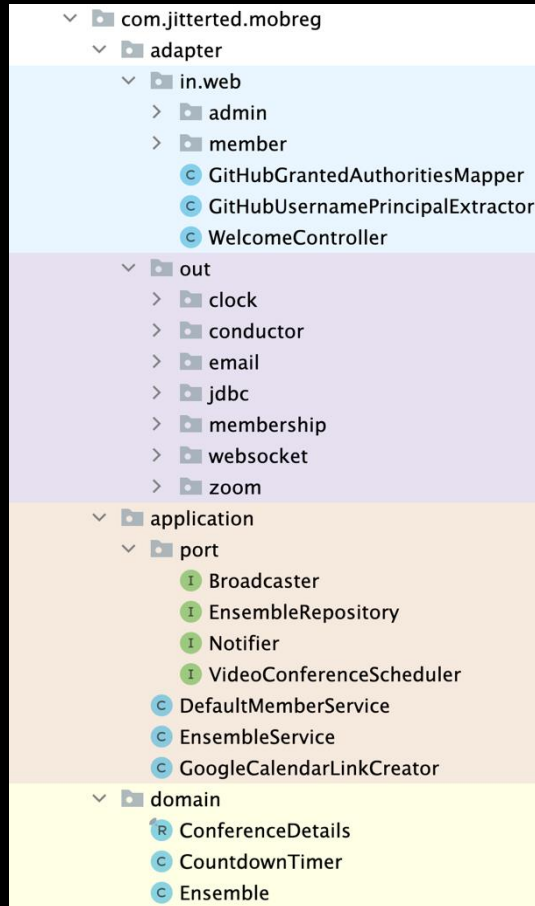 com.jitterted.mobreg
adapter
in.web
admin
member
C GitHubGrantedAuthoritiesMapper
C GitHubUsernamePrincipalExtractor
C WelcomeController
out
clock
conductor
email
jdbc
membership
websocket
zoom
application
port
I Broadcaster
I EnsembleRepository
I Notifier
I VideoConferenceScheduler
C DefaultMemberService
C EnsembleService
C GoogleCalendarLinkCreator
domain
R ConferenceDetails
C CountdownTimer
C Ensemble